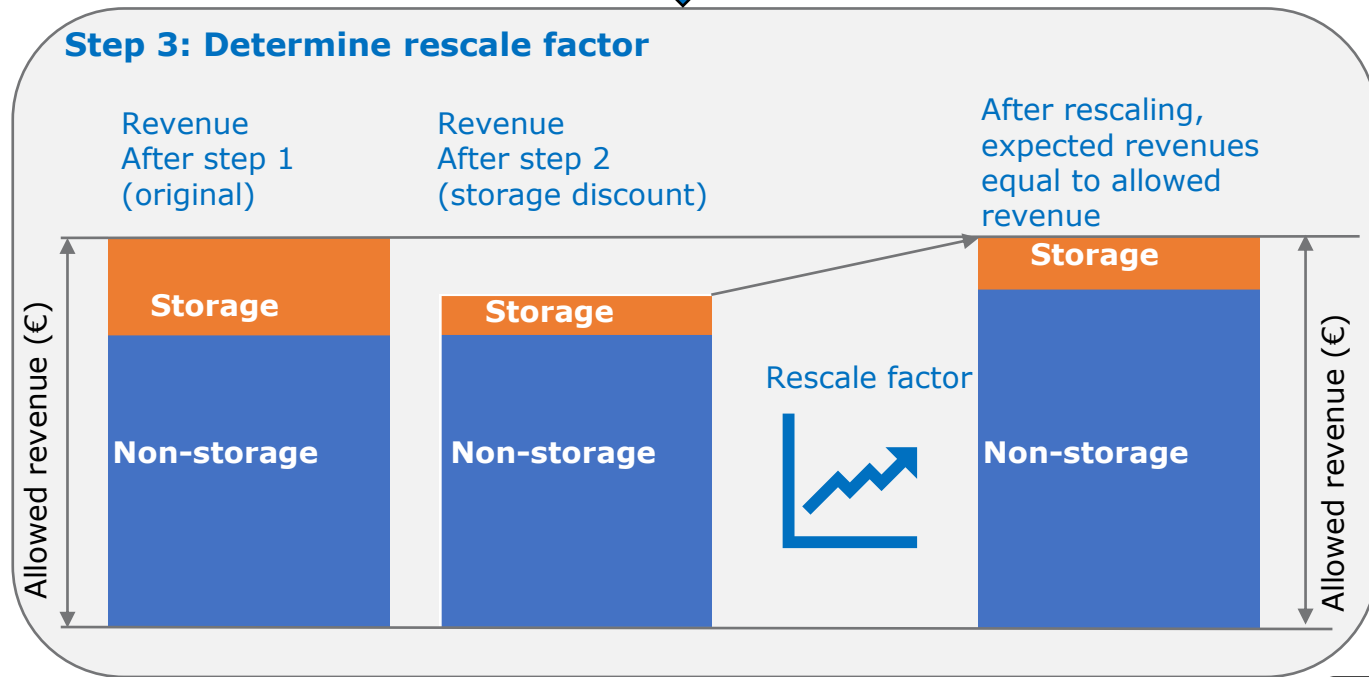 Step 3: Determine rescale factor
Revenue
After step 1
(original)
Revenue
After step 2
(storage discount)
After rescaling,
expected revenues
equal to allowed
revenue
Allowed revenue (€)
Storage
Non-storage
Storage
Non-storage
Rescale factor
Storage
Non-storage
Allowed revenue (€)